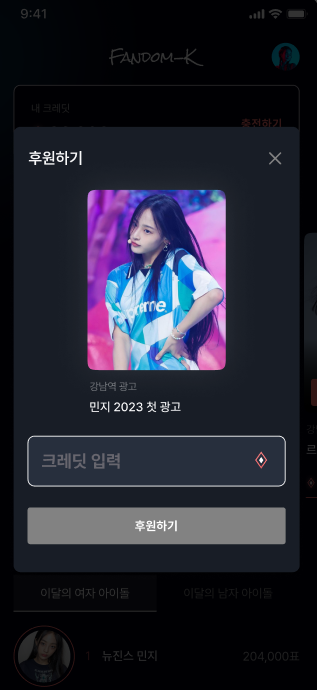 9:41
FANDOM-K
내 크레딧
충전하기
후원하기
강남역 광고
민지 2023 첫 광고
크레딧 입력
후원하기
이달의 여자 아이돌
이달의 남자 아이돌
1 뉴진스 민지 204,000표